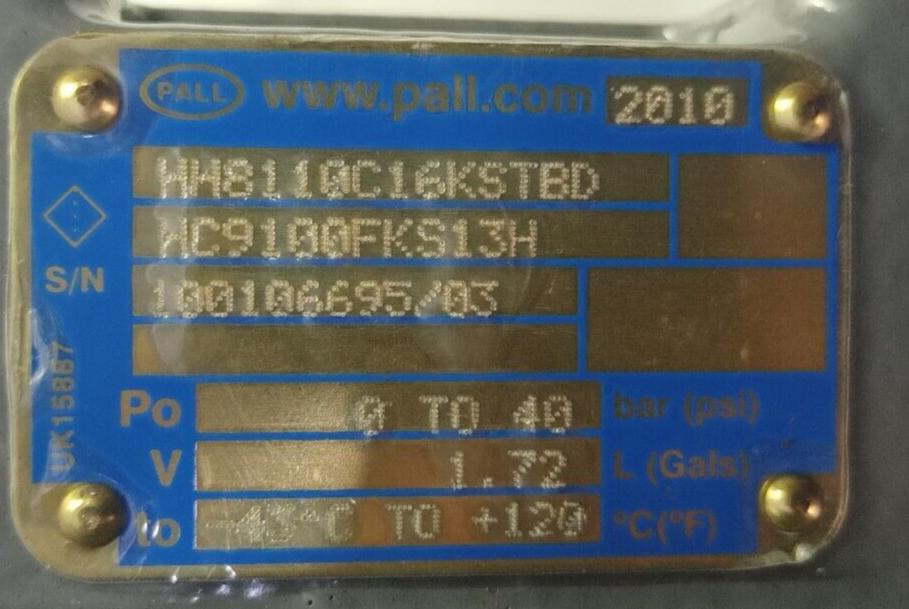 PALL www.pall.com 2010
HH8110C16KSTBD
HC9100FKS13H
S/N 100106695/03
UK15887
Po 0 TO 40 bar (psi)
V 1.72 L (Gals)
to -43°C TO +120 °C(°F)